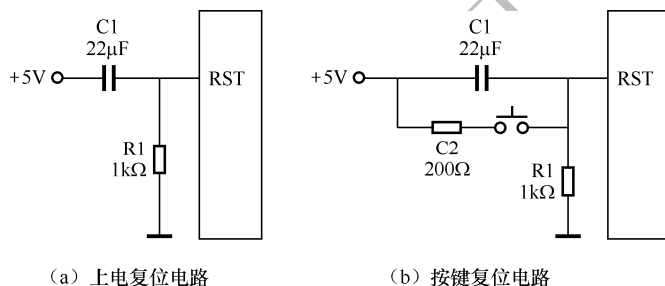 C1
22μF
+5V
RST
R1
1kΩ
(a) 上电复位电路
C1
22μF
+5V
RST
C2
200Ω
R1
1kΩ
(b) 按键复位电路